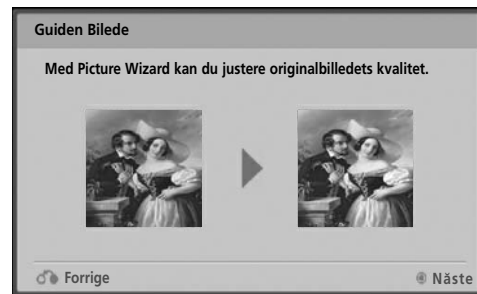 Guiden Bilede
Med Picture Wizard kan du justere originalbilledets kvalitet.
Forrige
Näste